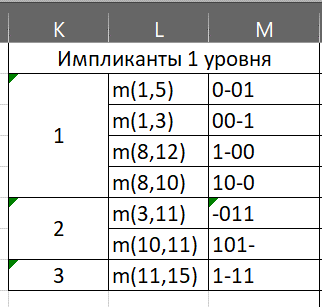 K L M
Импликанты 1 уровня
1 m(1,5) 0-01
m(1,3) 00-1
m(8,12) 1-00
m(8,10) 10-0
2 m(3,11) -011
m(10,11) 101-
3 m(11,15) 1-11